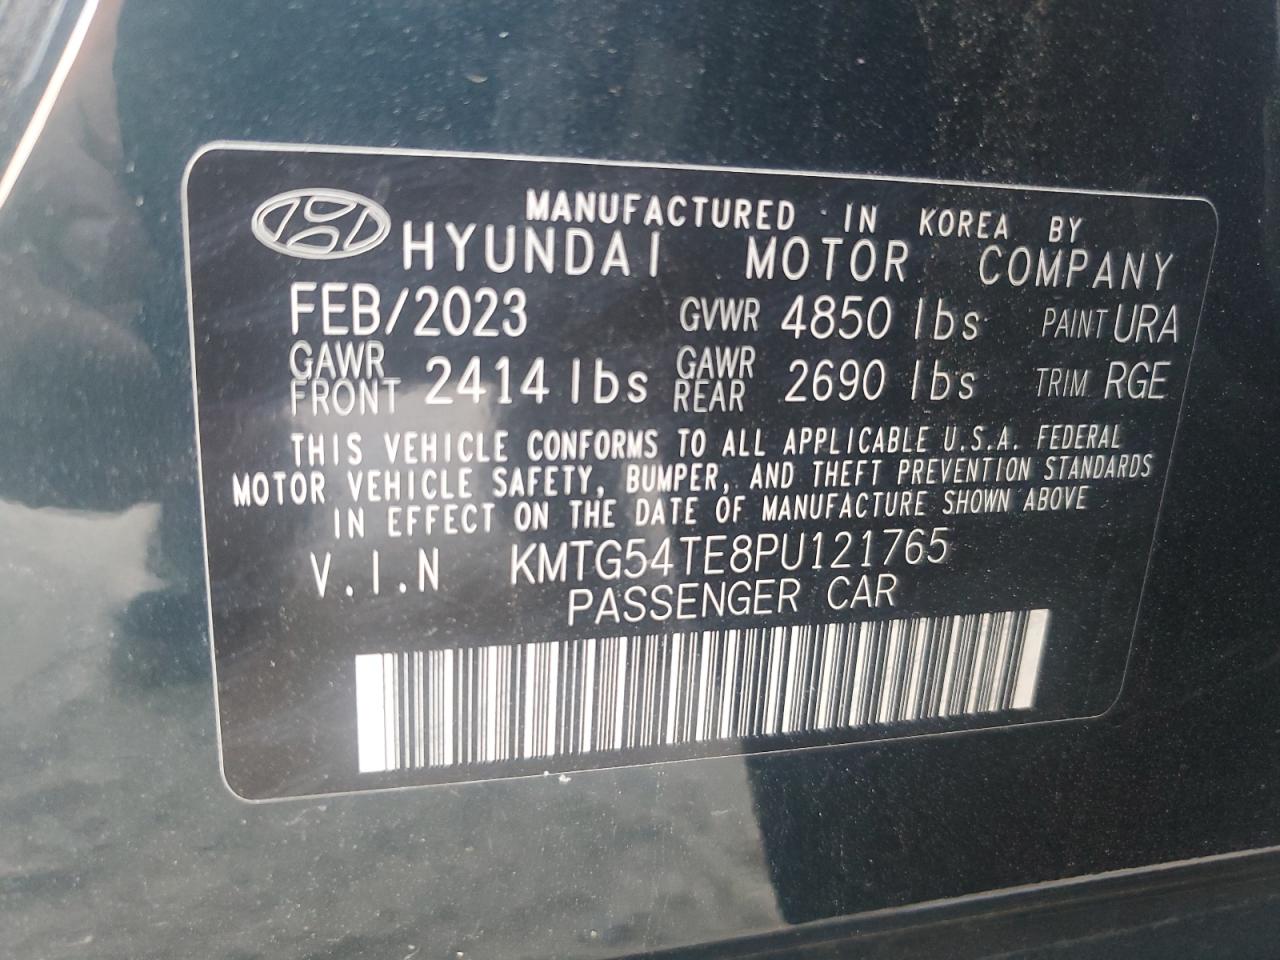 MANUFACTURED IN KOREA BY
HYUNDAI MOTOR COMPANY
FEB/2023 GVWR 4850 lbs PAINT URA
GAWR FRONT 2414 lbs GAWR REAR 2690 lbs TRIM RGE
THIS VEHICLE CONFORMS TO ALL APPLICABLE U.S.A. FEDERAL
MOTOR VEHICLE SAFETY, BUMPER, AND THEFT PREVENTION STANDARDS
IN EFFECT ON THE DATE OF MANUFACTURE SHOWN ABOVE
V.I.N KMTG54TE8PU121765
PASSENGER CAR